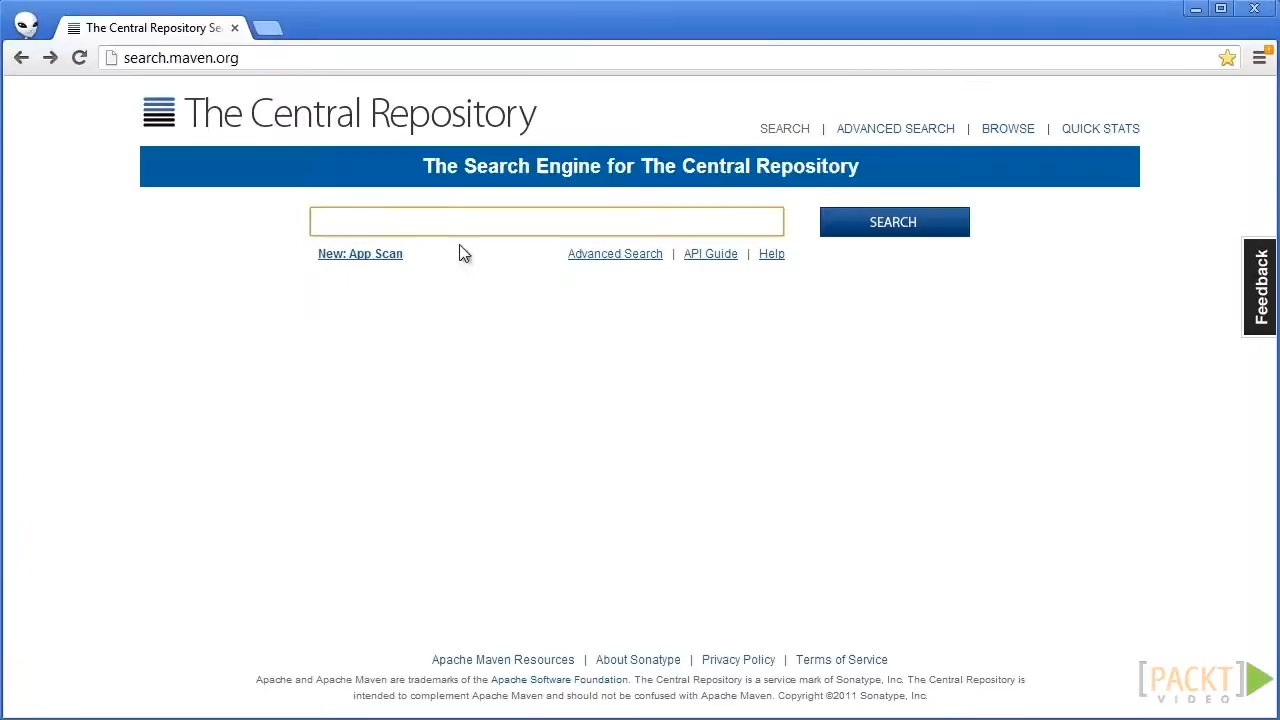 The Central Repository Se
search.maven.org
The Central Repository
SEARCH | ADVANCED SEARCH | BROWSE | QUICK STATS
The Search Engine for The Central Repository
SEARCH
New: App Scan
Advanced Search | API Guide | Help
Feedback
Apache Maven Resources | About Sonatype | Privacy Policy | Terms of Service
Apache and Apache Maven are trademarks of the Apache Software Foundation. The Central Repository is a service mark of Sonatype, Inc. The Central Repository is
intended to complement Apache Maven and should not be confused with Apache Maven. Copyright ©2011 Sonatype, Inc.
[PACKT]
VIDEO